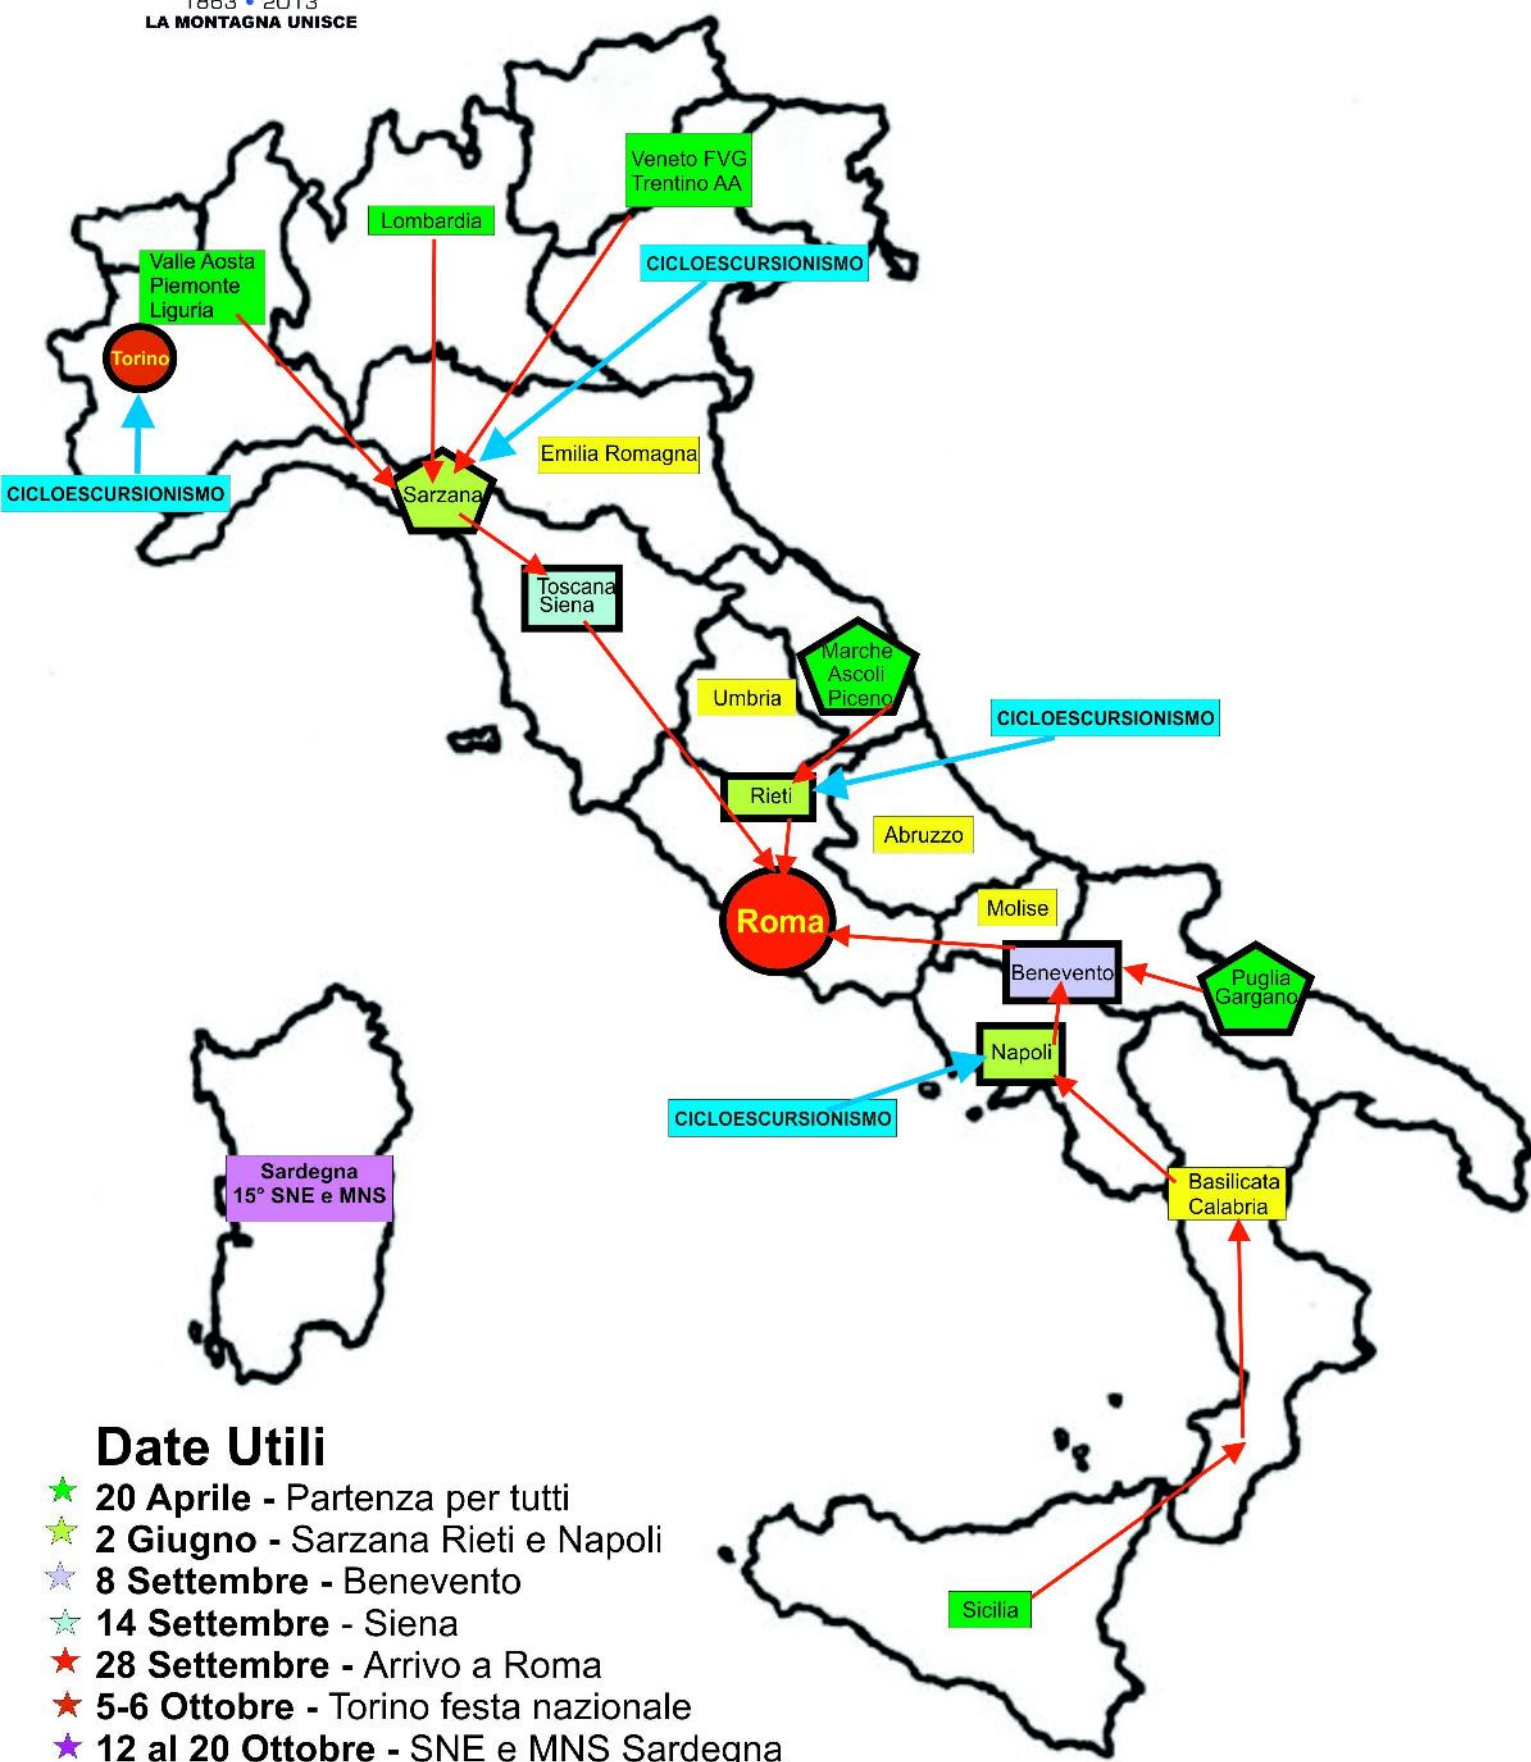 1863 • 2013
LA MONTAGNA UNISCE
Veneto FVG
Trentino AA
Lombardia
CICLOESCURSIONISMO
Valle Aosta
Piemonte
Liguria
Torino
Emilia Romagna
CICLOESCURSIONISMO
Sarzana
Toscana
Siena
Marche
Ascoli
Piceno
Umbria
CICLOESCURSIONISMO
Rieti
Abruzzo
Molise
Roma
Benevento
Puglia
Gargano
Napoli
CICLOESCURSIONISMO
Sardegna
15° SNE e MNS
Basilicata
Calabria
Sicilia
Date Utili
20 Aprile - Partenza per tutti
2 Giugno - Sarzana Rieti e Napoli
8 Settembre - Benevento
14 Settembre - Siena
28 Settembre - Arrivo a Roma
5-6 Ottobre - Torino festa nazionale
12 al 20 Ottobre - SNE e MNS Sardegna